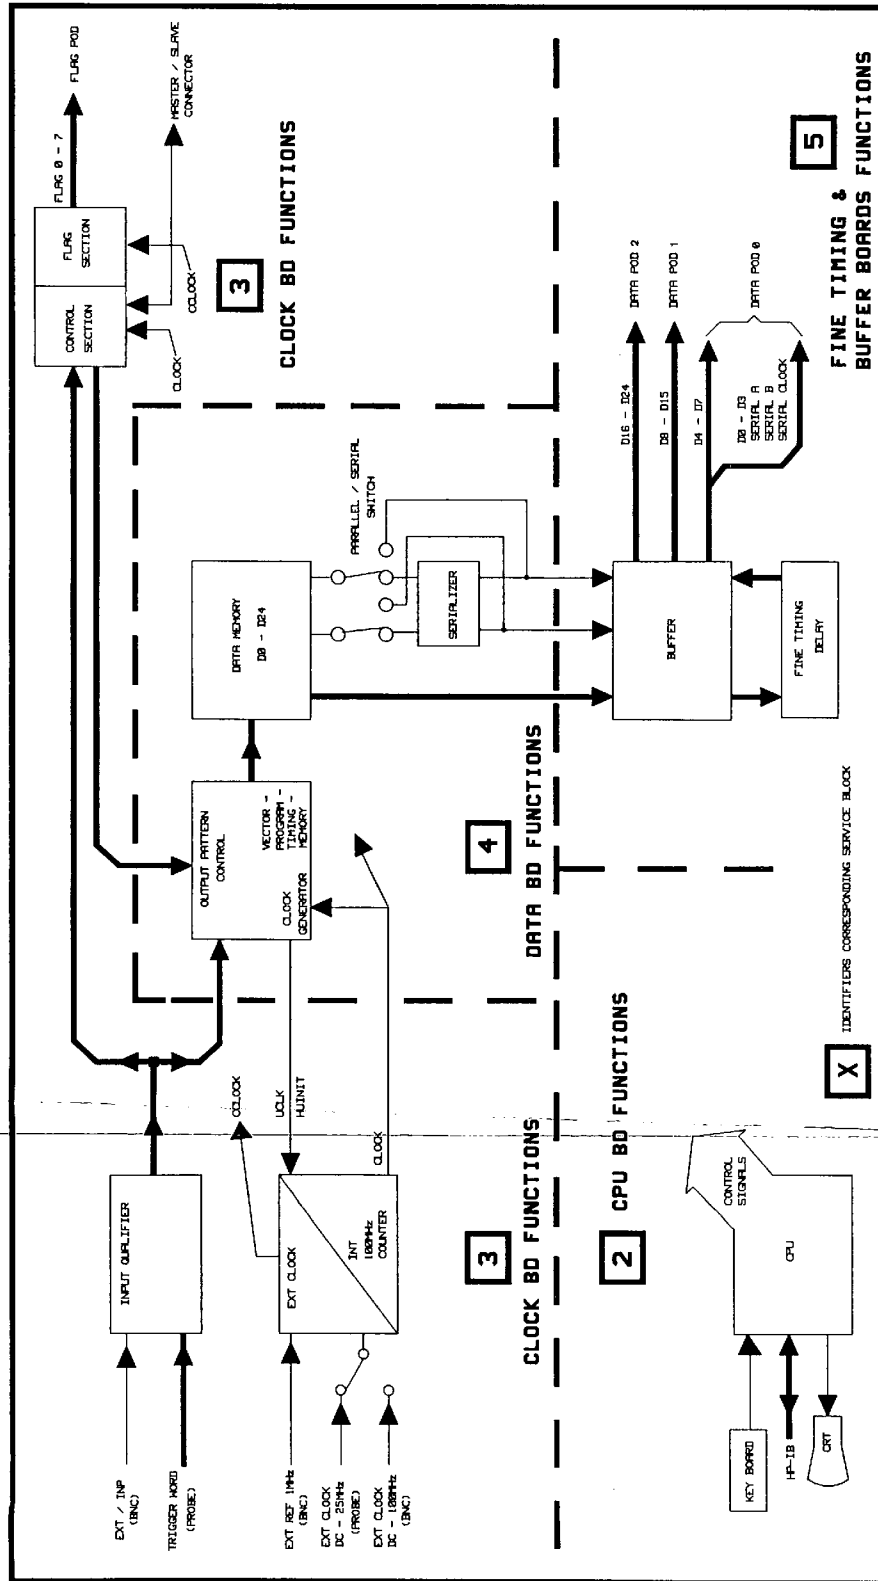 EXT / INP
(BNC)
TRIGGER WORD
(PROBE)
INPUT QUALIFIER
EXT REF 1MHz
(BNC)
EXT CLOCK
DC - 25MHz
(PROBE)
EXT CLOCK
DC - 100MHz
(BNC)
EXT CLOCK
INT
100MHz
COUNTER
CCLOCK
UCLK
HUINIT
CLOCK
3
CLOCK BD FUNCTIONS
OUTPUT PATTERN
CONTROL
VECTOR -
PROGRAM -
TIMING -
MEMORY
CLOCK
GENERATOR
DATA MEMORY
D0 - D24
PARALLEL / SERIAL
SWITCH
SERIALIZER
4
DATA BD FUNCTIONS
CONTROL
SECTION
FLAG
SECTION
FLAG 0 - 7
FLAG POD
MASTER / SLAVE
CONNECTOR
CLOCK
CCLOCK
3
CLOCK BD FUNCTIONS
2
CPU BD FUNCTIONS
KEY BOARD
HP-IB
CRT
CPU
CONTROL
SIGNALS
X
IDENTIFIERS CORRESPONDING SERVICE BLOCK
BUFFER
FINE TIMING
DELAY
D16 - D24
DATA POD 2
D8 - D15
DATA POD 1
D4 - D7
D0 - D3
SERIAL A
SERIAL B
SERIAL CLOCK
DATA POD 0
5
FINE TIMING &
BUFFER BOARDS FUNCTIONS